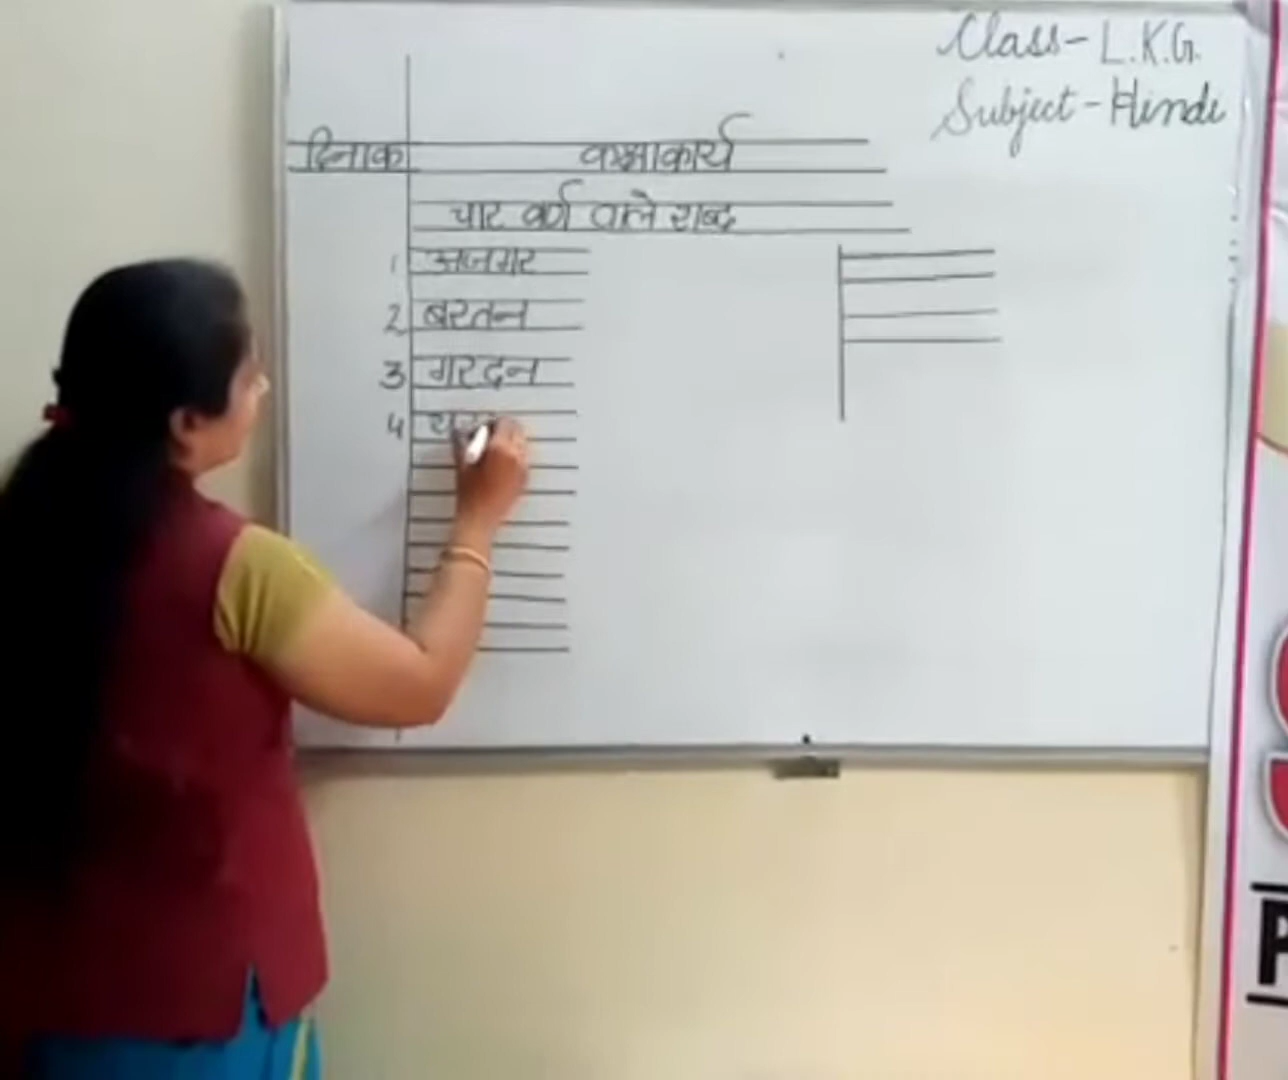 Class - L.K.G.
Subject - Hindi
दिनाक कक्षाकार्य
चार वर्ण वाले शब्द
1 अजगर
2 बरतन
3 गरदन
4
P